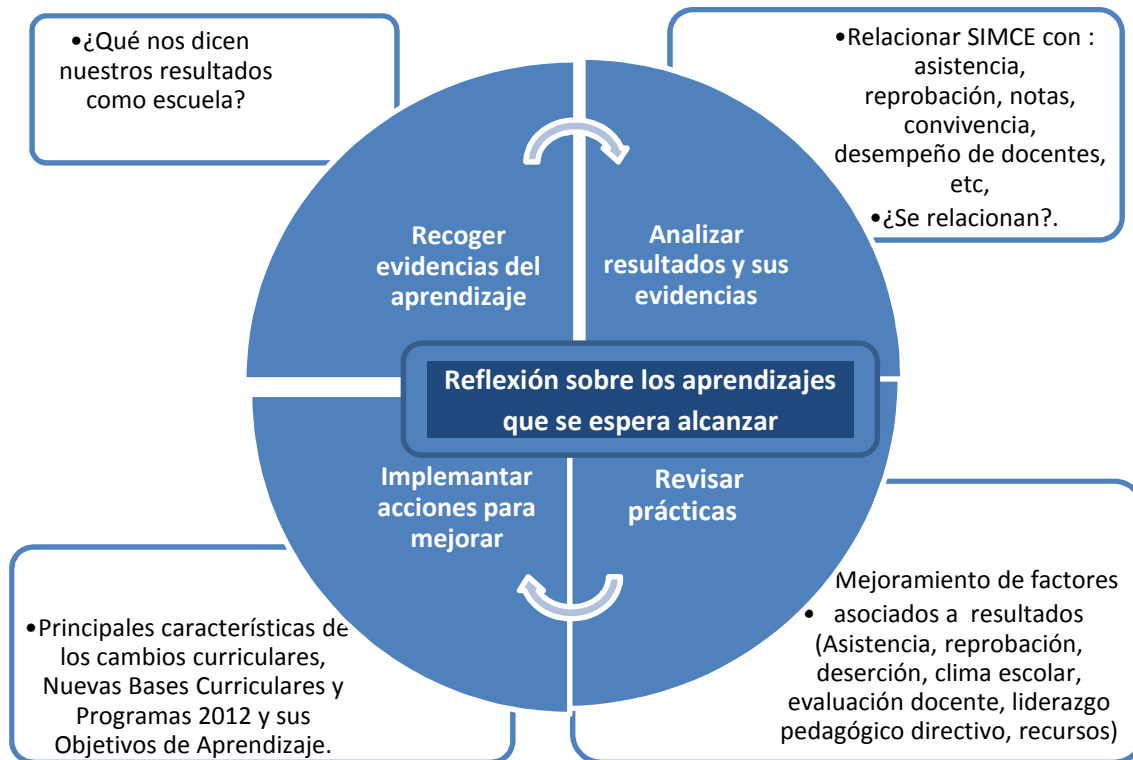 •¿Qué nos dicen
nuestros resultados
como escuela?
•Relacionar SIMCE con :
asistencia,
reprobación, notas,
convivencia,
desempeño de docentes,
etc,
•¿Se relacionan?.
Recoger
evidencias del
aprendizaje
Analizar
resultados y sus
evidencias
Reflexión sobre los aprendizajes
que se espera alcanzar
Implemantar
acciones para
mejorar
Revisar
prácticas
•Principales características de
los cambios curriculares,
Nuevas Bases Curriculares y
Programas 2012 y sus
Objetivos de Aprendizaje.
Mejoramiento de factores
• asociados a resultados
(Asistencia, reprobación,
deserción, clima escolar,
evaluación docente, liderazgo
pedagógico directivo, recursos)